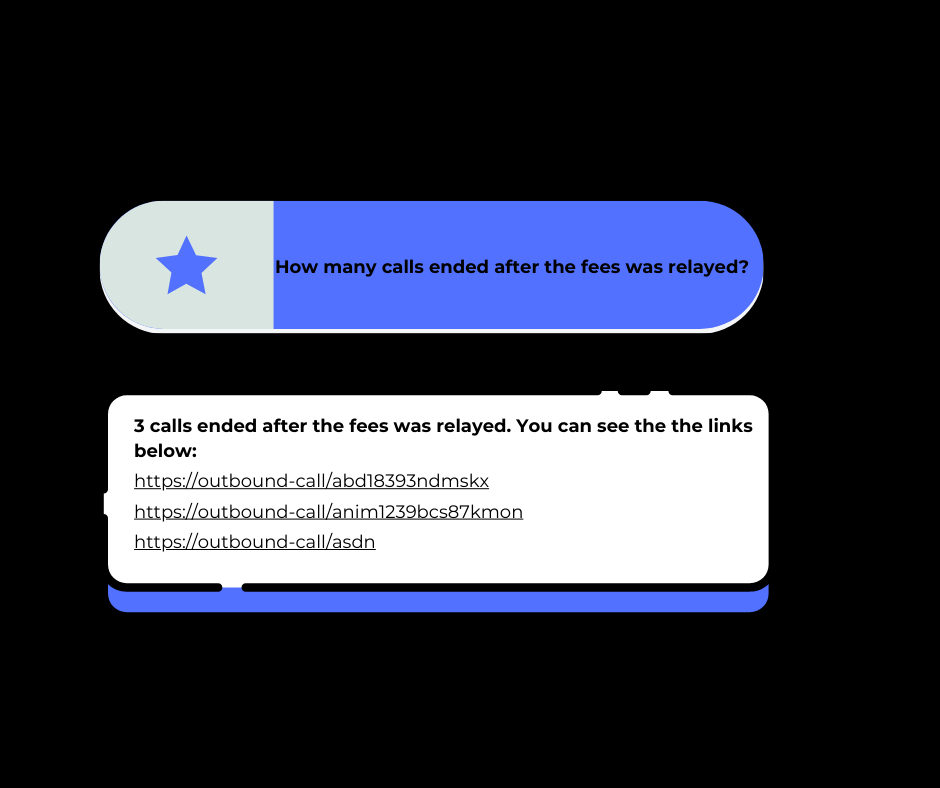 How many calls ended after the fees was relayed?
3 calls ended after the fees was relayed. You can see the the links
below:
https://outbound-call/abd18393ndmskx
https://outbound-call/anim1239bcs87kmon
https://outbound-call/asdn